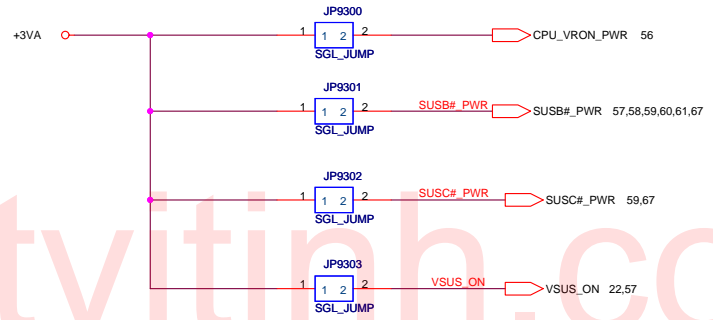 JP9300
+3VA 1 1 2 2 CPU_VRON_PWR 56
SGL_JUMP
JP9301
1 1 2 2 SUSB#_PWR SUSB#_PWR 57,58,59,60,61,67
SGL_JUMP
JP9302
1 1 2 2 SUSC#_PWR SUSC#_PWR 59,67
SGL_JUMP
JP9303
1 1 2 2 VSUS_ON VSUS_ON 22,57
SGL_JUMP
tvitinh.co